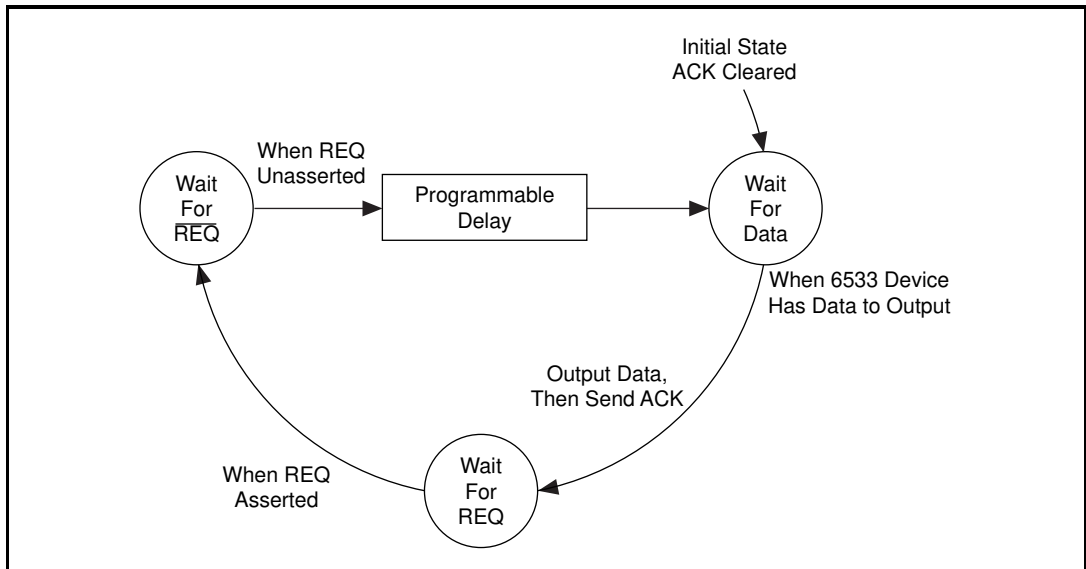 Initial State
ACK Cleared
When REQ
Unasserted
Wait
For
R̅E̅Q̅
Programmable
Delay
Wait
For
Data
When 6533 Device
Has Data to Output
Output Data,
Then Send ACK
When REQ
Asserted
Wait
For
REQ